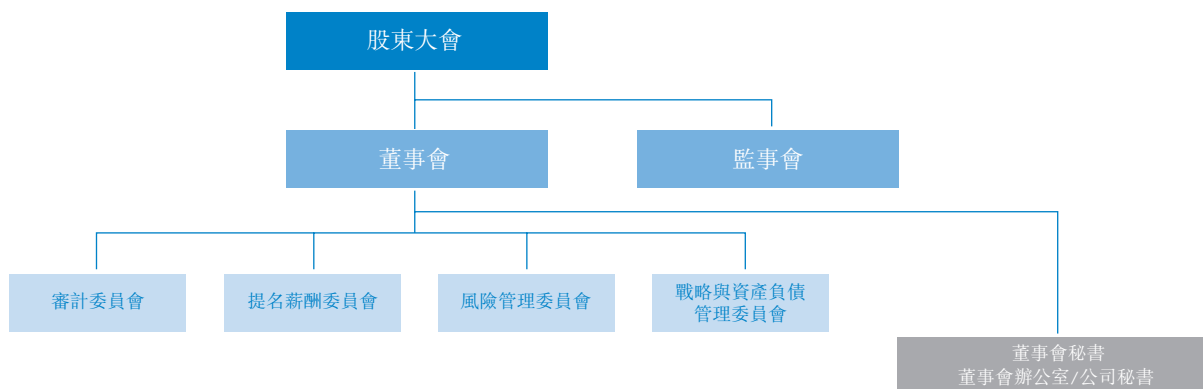 股東大會
董事會
監事會
審計委員會
提名薪酬委員會
風險管理委員會
戰略與資產負債
管理委員會
董事會秘書
董事會辦公室/公司秘書